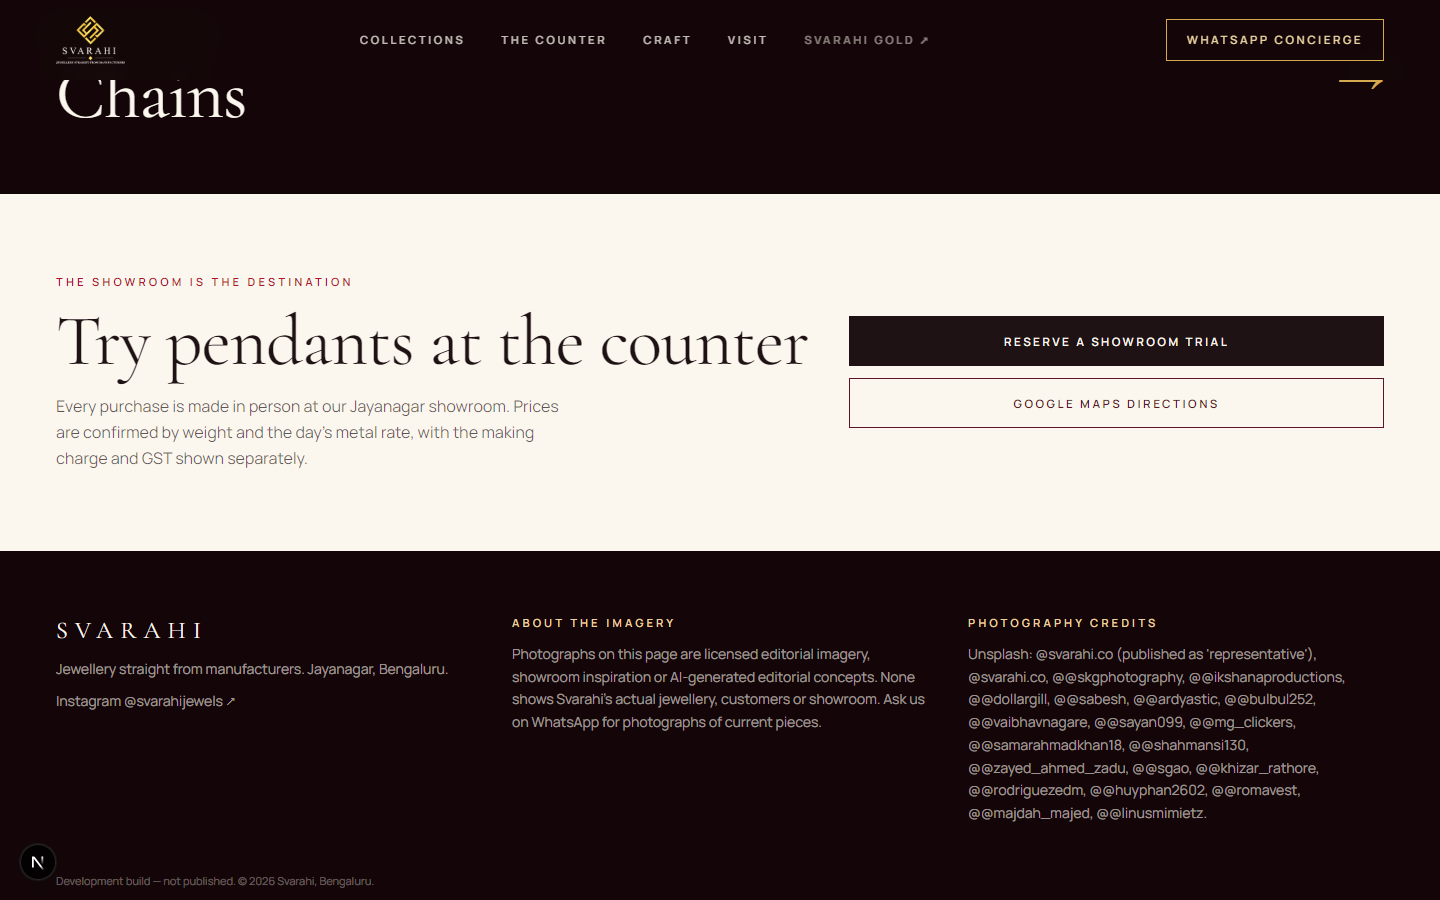 SVARAHI
JEWELLERY STRAIGHT FROM MANUFACTURERS
COLLECTIONS
THE COUNTER
CRAFT
VISIT
SVARAHI GOLD ↗
WHATSAPP CONCIERGE
Chains
THE SHOWROOM IS THE DESTINATION
Try pendants at the counter
Every purchase is made in person at our Jayanagar showroom. Prices
are confirmed by weight and the day's metal rate, with the making
charge and GST shown separately.
RESERVE A SHOWROOM TRIAL
GOOGLE MAPS DIRECTIONS
SVARAHI
Jewellery straight from manufacturers. Jayanagar, Bengaluru.
Instagram @svarahijewels ↗
ABOUT THE IMAGERY
Photographs on this page are licensed editorial imagery,
showroom inspiration or AI-generated editorial concepts. None
shows Svarahi's actual jewellery, customers or showroom. Ask us
on WhatsApp for photographs of current pieces.
PHOTOGRAPHY CREDITS
Unsplash: @svarahi.co (published as 'representative'),
@svarahi.co, @@skgphotography, @@ikshanaproductions,
@@dollargill, @@sabesh, @@ardyastic, @@bulbul252,
@@vaibhavnagare, @@sayan099, @@mg_clickers,
@@samarahmadkhan18, @@shahmansi130,
@@zayed_ahmed_zadu, @@sgao, @@khizar_rathore,
@@rodriguezedm, @@huyphan2602, @@romavest,
@@majdah_majed, @@linusmimietz.
N
Development build — not published. © 2026 Svarahi, Bengaluru.